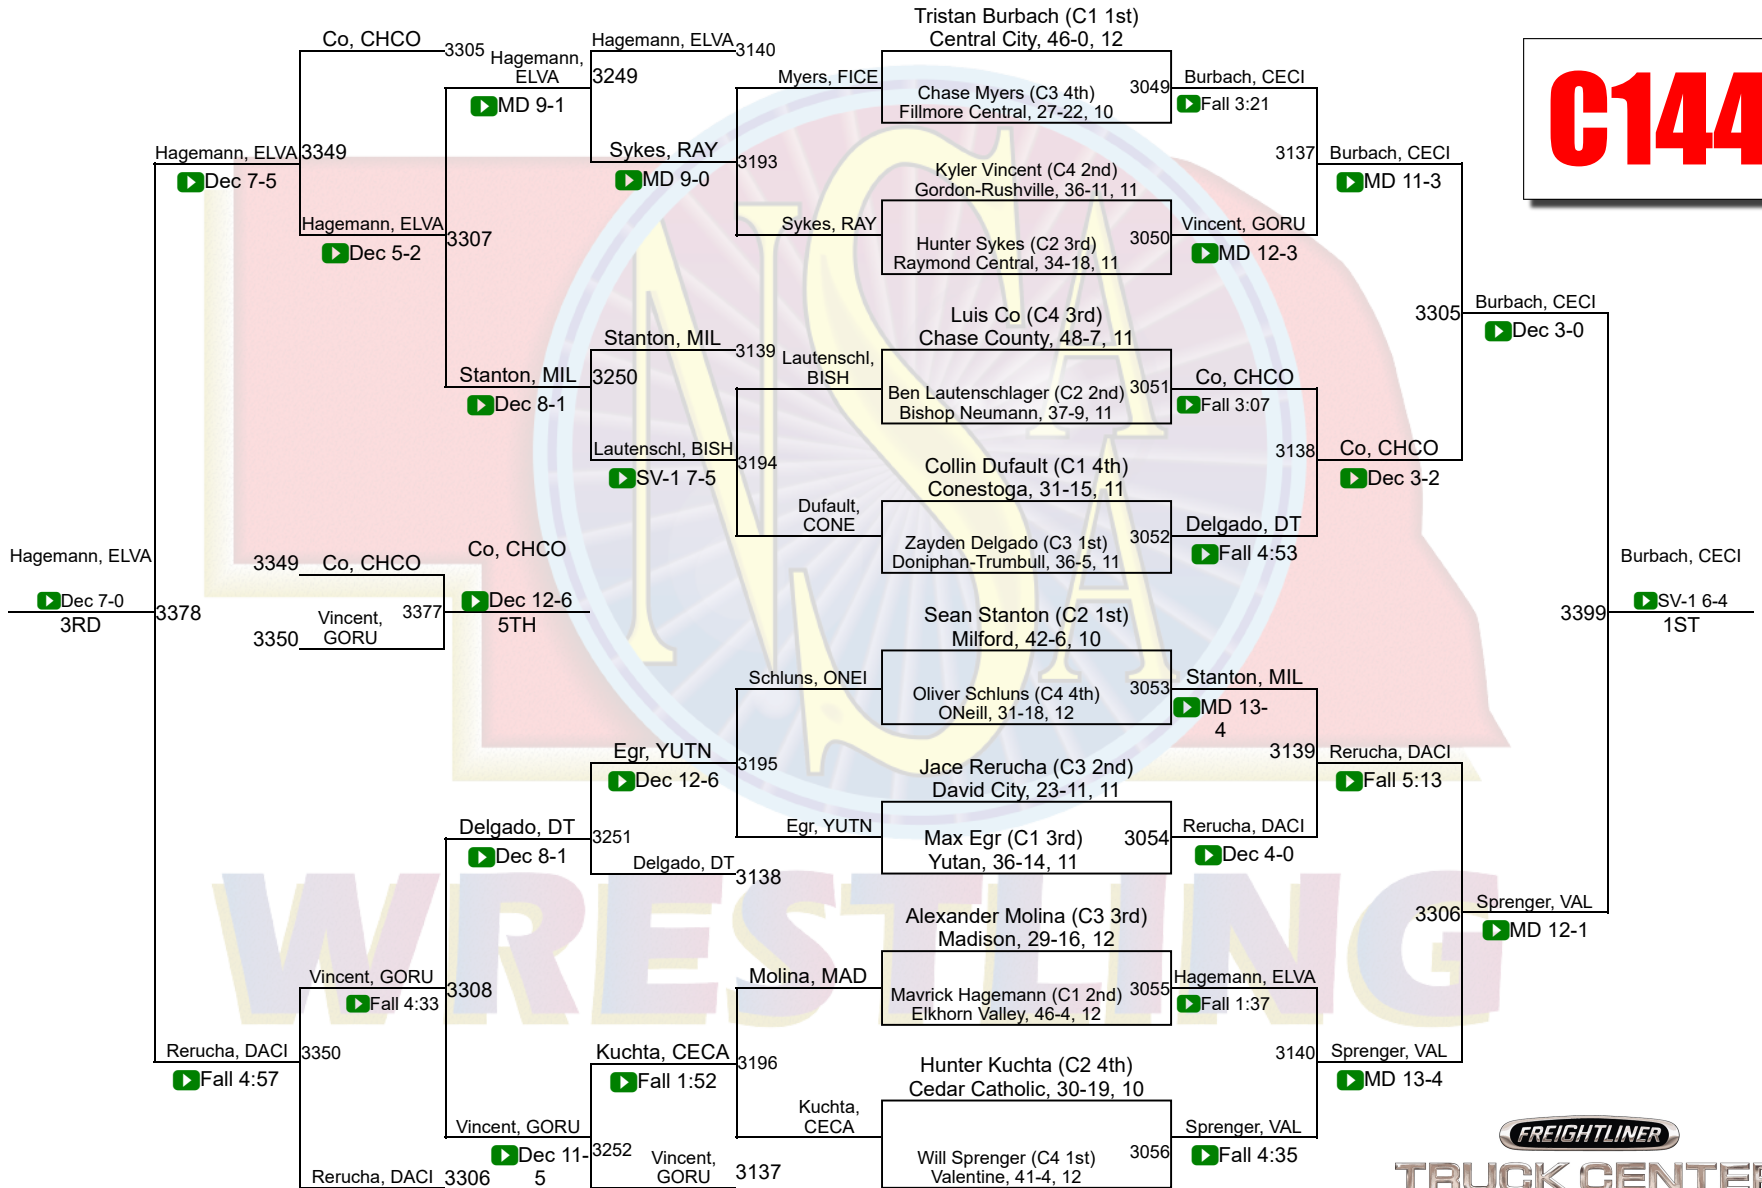 Tristan Burbach (C1 1st)
Central City, 46-0, 12
Chase Myers (C3 4th)
Fillmore Central, 27-22, 10
Kyler Vincent (C4 2nd)
Gordon-Rushville, 36-11, 11
Hunter Sykes (C2 3rd)
Raymond Central, 34-18, 11
Luis Co (C4 3rd)
Chase County, 48-7, 11
Ben Lautenschlager (C2 2nd)
Bishop Neumann, 37-9, 11
Collin Dufault (C1 4th)
Conestoga, 31-15, 11
Zayden Delgado (C3 1st)
Doniphan-Trumbull, 36-5, 11
Sean Stanton (C2 1st)
Milford, 42-6, 10
Oliver Schluns (C4 4th)
ONeill, 31-18, 12
Jace Rerucha (C3 2nd)
David City, 23-11, 11
Max Egr (C1 3rd)
Yutan, 36-14, 11
Alexander Molina (C3 3rd)
Madison, 29-16, 12
Mavrick Hagemann (C1 2nd)
Elkhorn Valley, 46-4, 12
Hunter Kuchta (C2 4th)
Cedar Catholic, 30-19, 10
Will Sprenger (C4 1st)
Valentine, 41-4, 12
3049
Burbach, CECI
Fall 3:21
3050
Vincent, GORU
MD 12-3
3051
Co, CHCO
Fall 3:07
3052
Delgado, DT
Fall 4:53
3053
Stanton, MIL
MD 13-
4
3054
Rerucha, DACI
Dec 4-0
3055
Hagemann, ELVA
Fall 1:37
3056
Sprenger, VAL
Fall 4:35
3137
Burbach, CECI
MD 11-3
3138
Co, CHCO
Dec 3-2
3139
Rerucha, DACI
Fall 5:13
3140
Sprenger, VAL
MD 13-4
3305
Burbach, CECI
Dec 3-0
3306
Sprenger, VAL
MD 12-1
3399
Burbach, CECI
SV-1 6-4
1ST
Myers, FICE
Sykes, RAY
Lautenschl,
BISH
Dufault,
CONE
Schluns, ONEI
Egr, YUTN
Molina, MAD
Kuchta,
CECA
Hagemann, ELVA
3140
3193
Sykes, RAY
MD 9-0
Stanton, MIL
3139
3194
Lautenschl, BISH
SV-1 7-5
3195
Egr, YUTN
Dec 12-6
Delgado, DT
3138
3196
Kuchta, CECA
Fall 1:52
Vincent,
GORU
3137
3249
Hagemann,
ELVA
MD 9-1
3250
Stanton, MIL
Dec 8-1
3251
Delgado, DT
Dec 8-1
3252
Vincent, GORU
Dec 11-
5
Co, CHCO
3305
3307
Hagemann, ELVA
Dec 5-2
3308
Vincent, GORU
Fall 4:33
Rerucha, DACI
3306
3349
Hagemann, ELVA
Dec 7-5
3350
Rerucha, DACI
Fall 4:57
3378
Hagemann, ELVA
Dec 7-0
3RD
3349
Co, CHCO
3350
Vincent,
GORU
3377
Co, CHCO
Dec 12-6
5TH
C144
NSA
WRESTLING
FREIGHTLINER
TRUCK CENTE